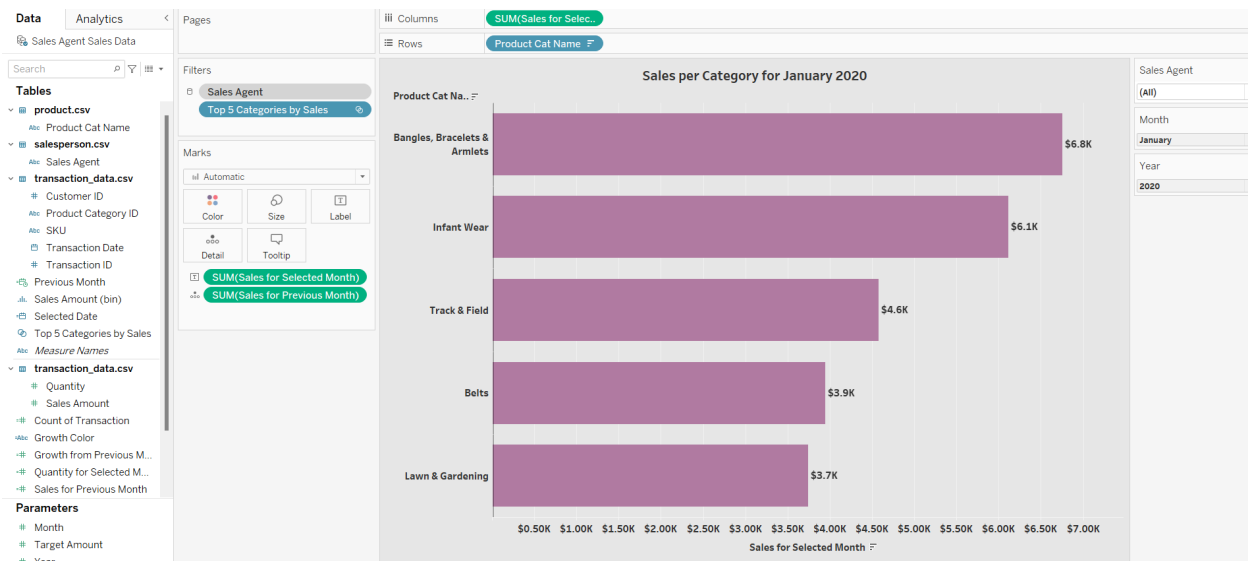 Data
Analytics
Sales Agent Sales Data
Search
Tables
product.csv
Abc Product Cat Name
salesperson.csv
Abc Sales Agent
transaction_data.csv
# Customer ID
Abc Product Category ID
Abc SKU
Transaction Date
# Transaction ID
Previous Month
Sales Amount (bin)
Selected Date
Top 5 Categories by Sales
Abc Measure Names
transaction_data.csv
# Quantity
# Sales Amount
=# Count of Transaction
=Abc Growth Color
=# Growth from Previous M...
=# Quantity for Selected M...
=# Sales for Previous Month
Parameters
# Month
# Target Amount
# Year
Pages
Filters
Sales Agent
Top 5 Categories by Sales
Marks
Automatic
Color
Size
Label
Detail
Tooltip
SUM(Sales for Selected Month)
SUM(Sales for Previous Month)
Columns
SUM(Sales for Selec..
Rows
Product Cat Name
Sales per Category for January 2020
Product Cat Na..
Bangles, Bracelets &
Armlets
$6.8K
Infant Wear
$6.1K
Track & Field
$4.6K
Belts
$3.9K
Lawn & Gardening
$3.7K
$0.50K $1.00K $1.50K $2.00K $2.50K $3.00K $3.50K $4.00K $4.50K $5.00K $5.50K $6.00K $6.50K $7.00K
Sales for Selected Month
Sales Agent
(All)
Month
January
Year
2020